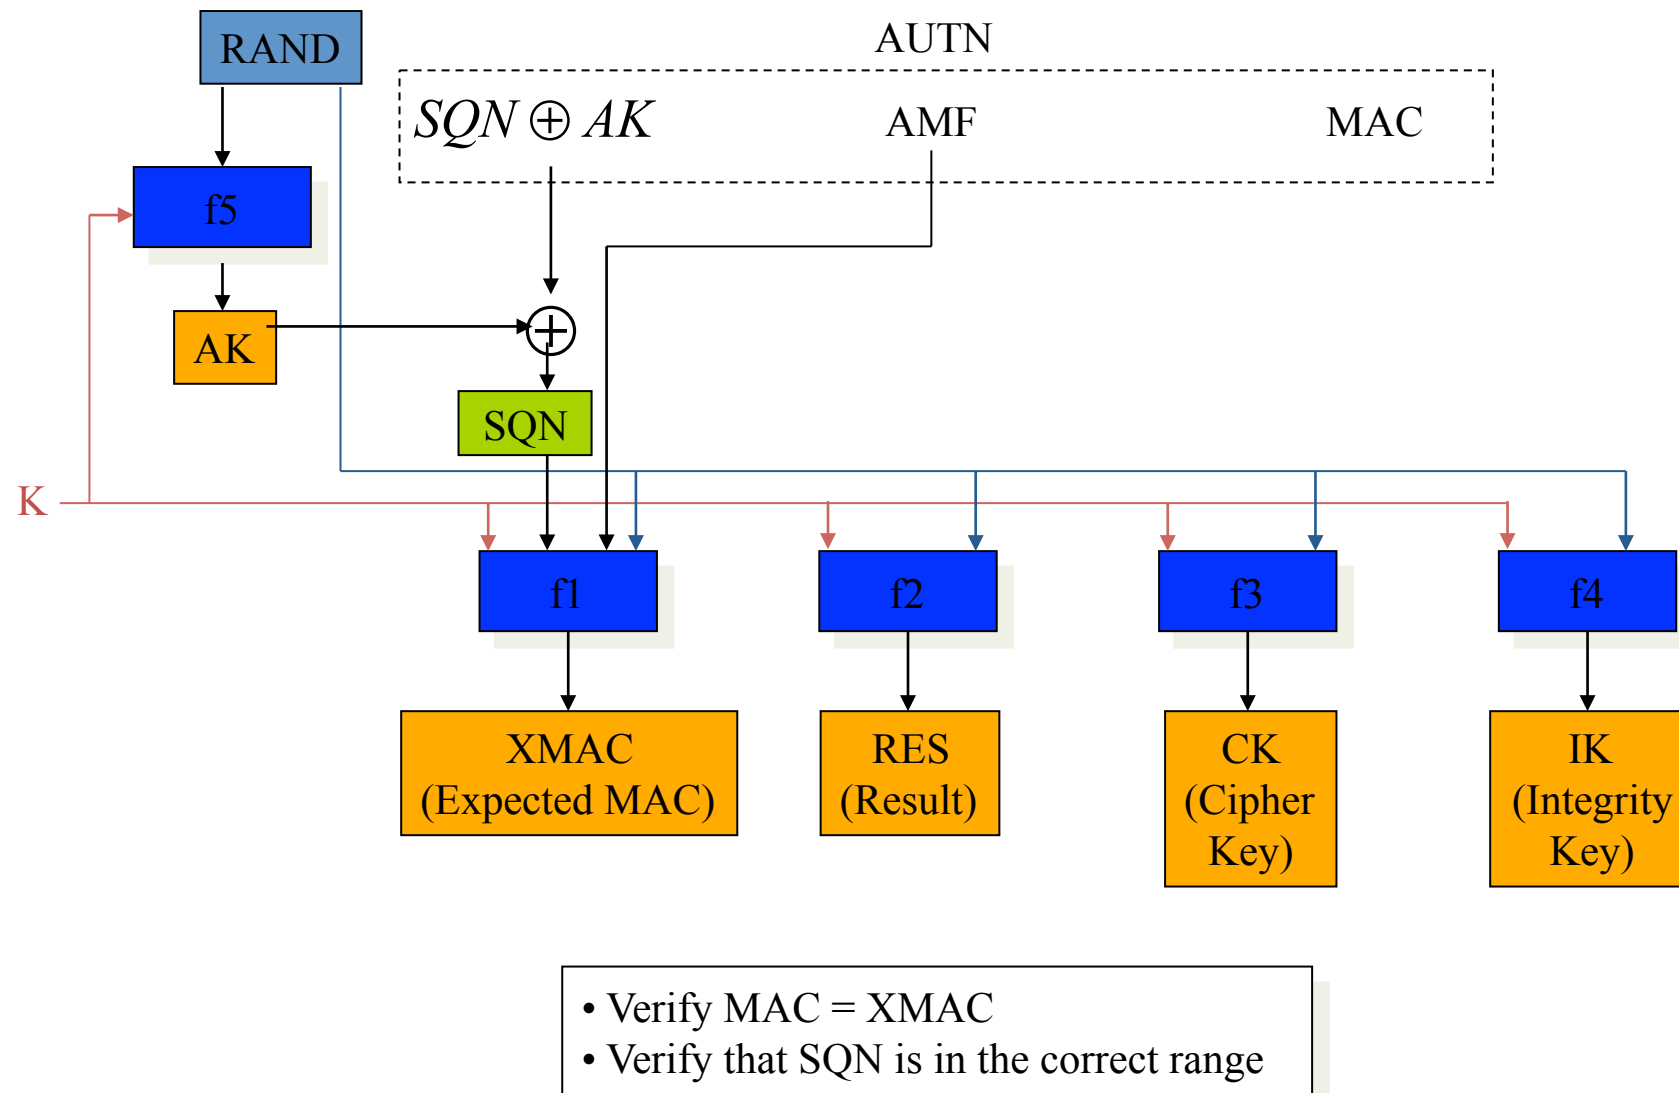 RAND
AUTN
SQN ⊕ AK
AMF
MAC
f5
AK
SQN
K
f1
f2
f3
f4
XMAC
(Expected MAC)
RES
(Result)
CK
(Cipher
Key)
IK
(Integrity
Key)
• Verify MAC = XMAC
• Verify that SQN is in the correct range